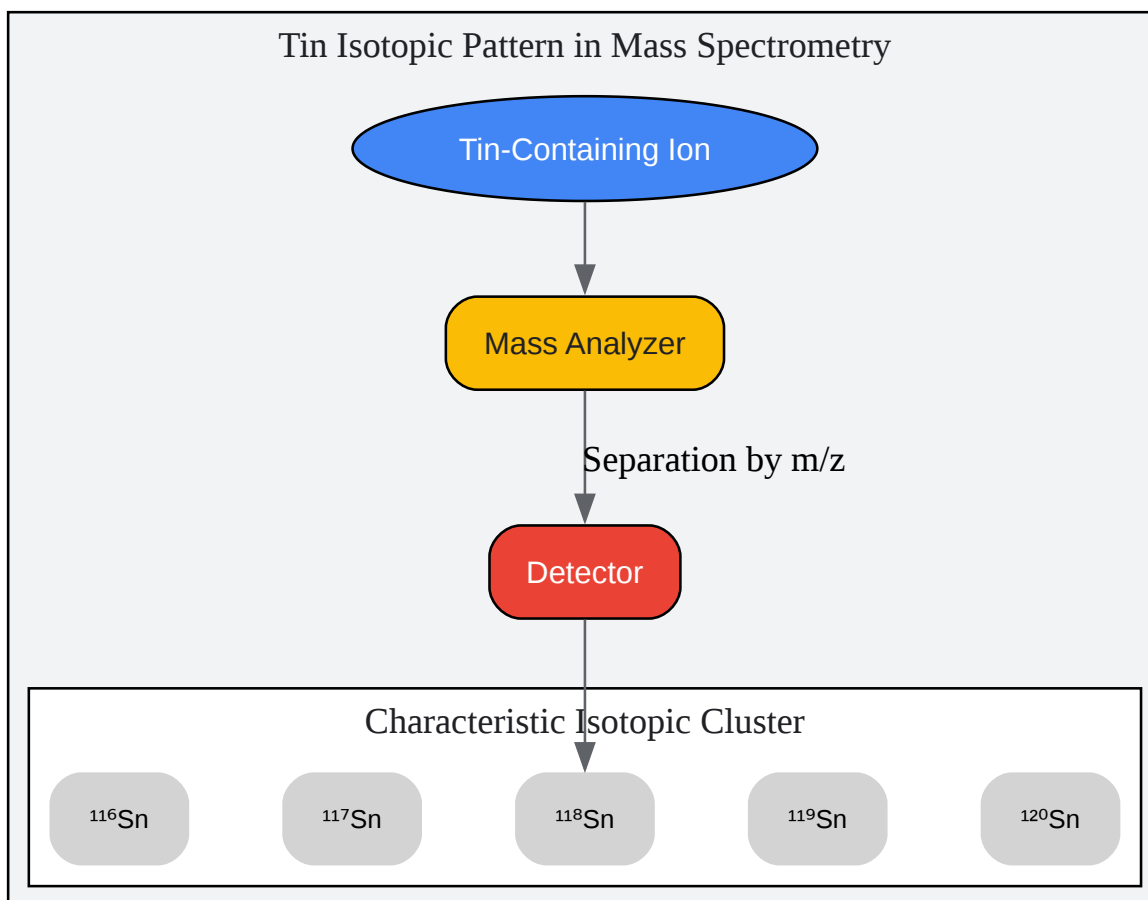 Tin Isotopic Pattern in Mass Spectrometry
Tin-Containing Ion
Mass Analyzer
Separation by m/z
Detector
Characteristic Isotopic Cluster
¹¹⁶Sn
¹¹⁷Sn
¹¹⁸Sn
¹¹⁹Sn
¹²⁰Sn